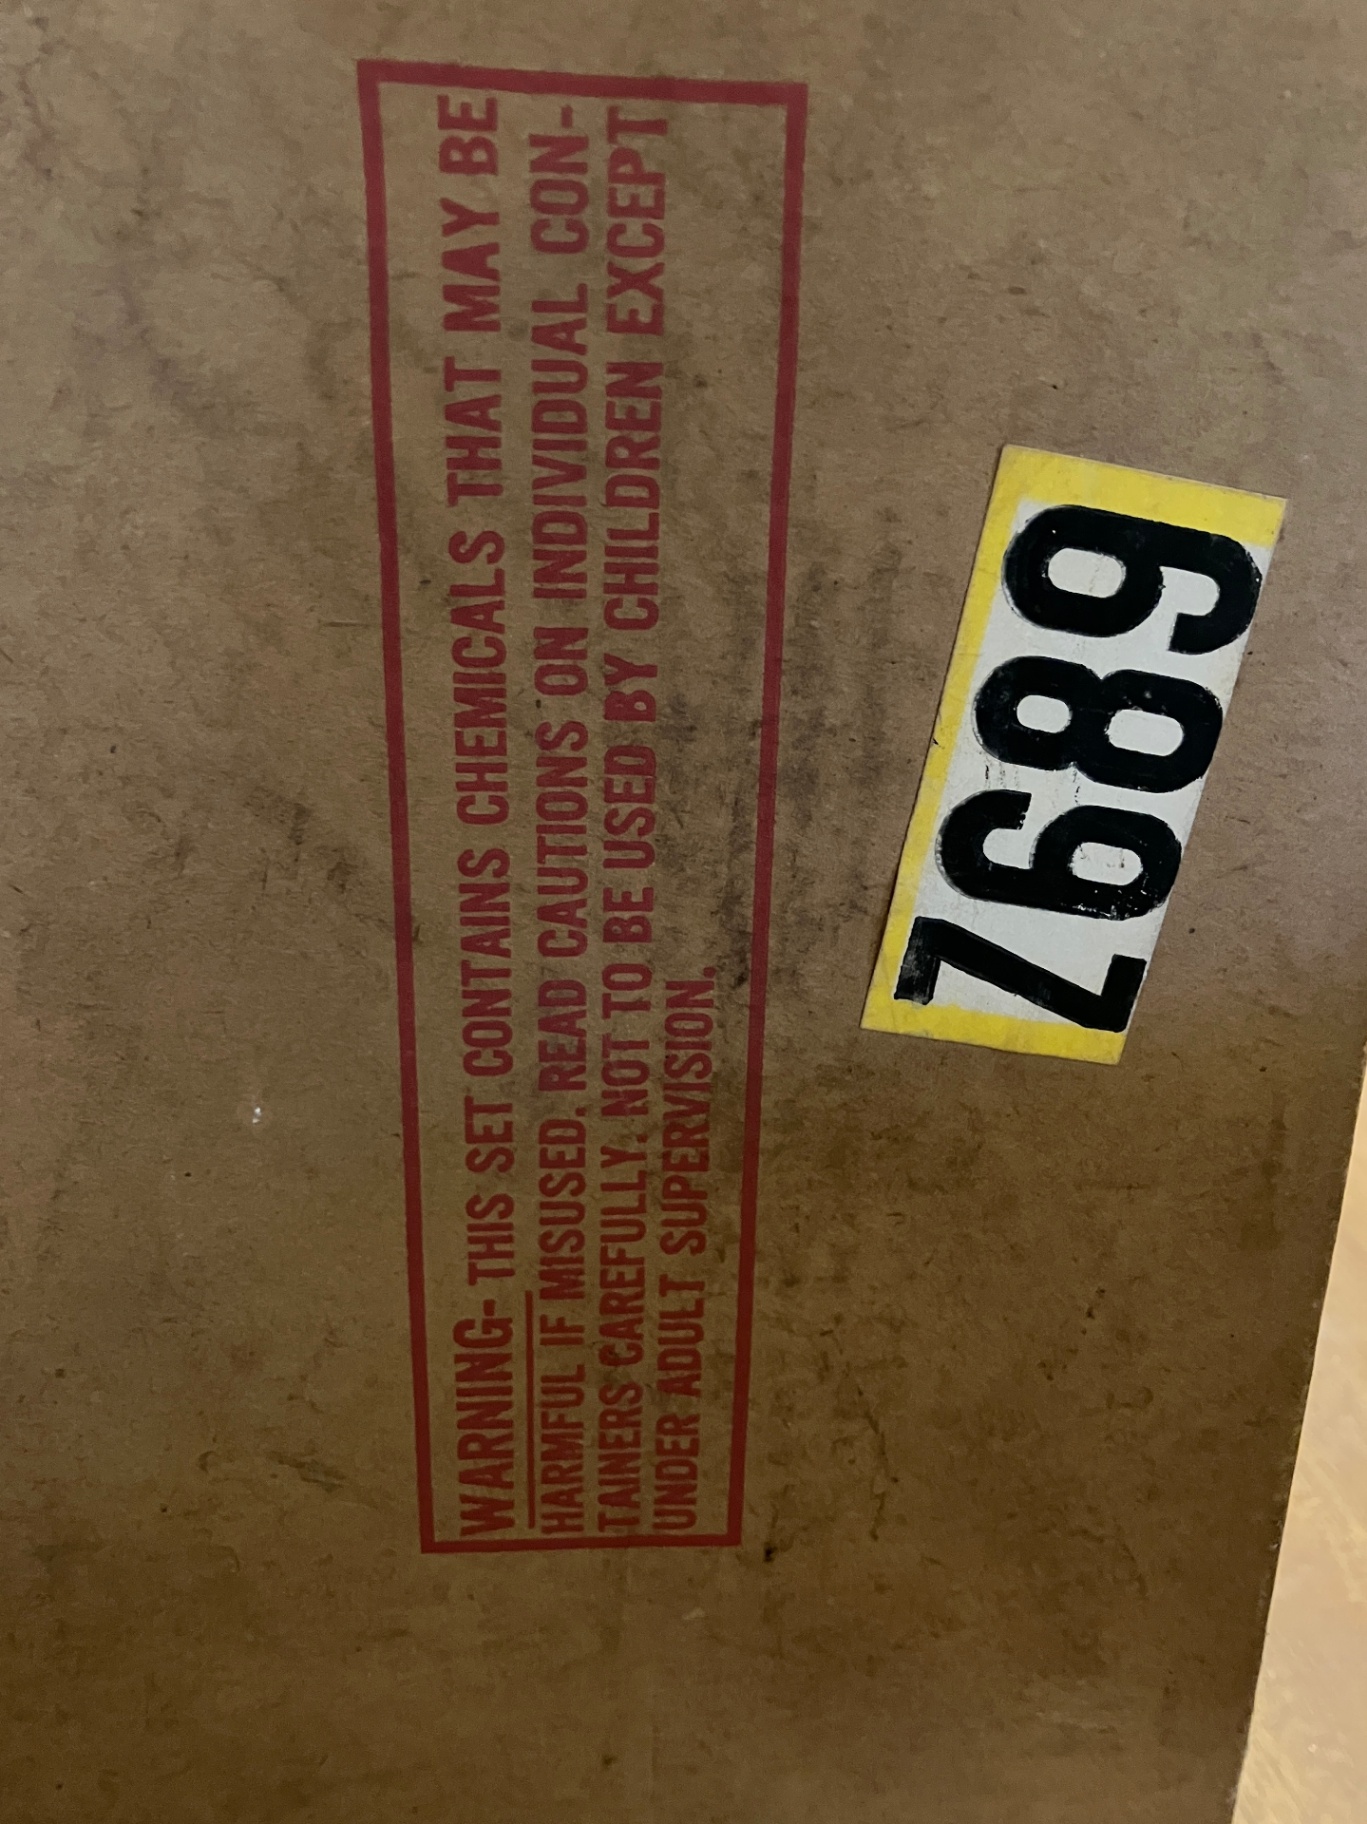 WARNING- THIS SET CONTAINS CHEMICALS THAT MAY BE
HARMFUL IF MISUSED. READ CAUTIONS ON INDIVIDUAL CON-
TAINERS CAREFULLY. NOT TO BE USED BY CHILDREN EXCEPT
UNDER ADULT SUPERVISION.
Z689